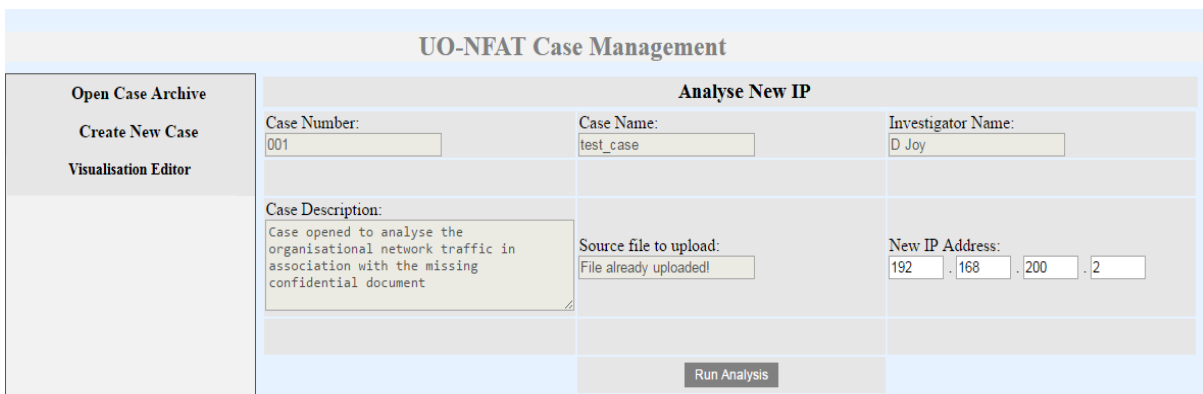 UO-NFAT Case Management
Open Case Archive
Create New Case
Visualisation Editor
Analyse New IP
Case Number:
001
Case Name:
test_case
Investigator Name:
D Joy
Case Description:
Case opened to analyse the
organisational network traffic in
association with the missing
confidential document
Source file to upload:
File already uploaded!
New IP Address:
192 . 168 . 200 . 2
Run Analysis